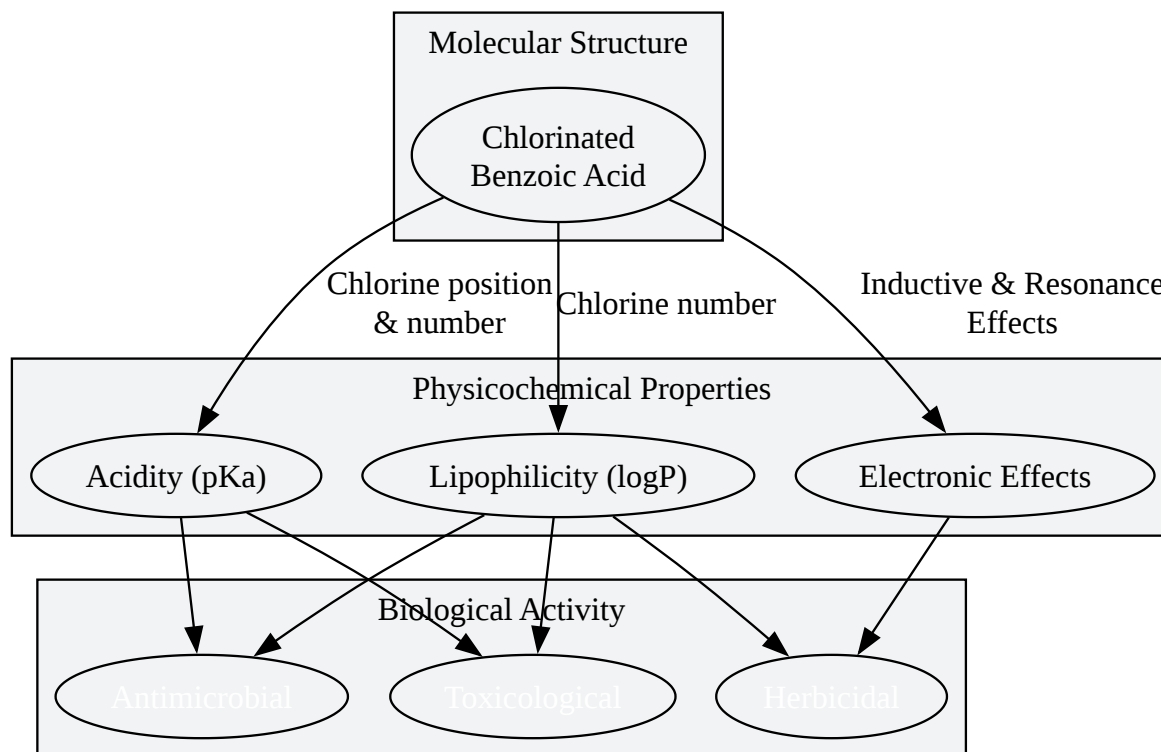 Molecular Structure
Chlorinated
Benzoic Acid
Chlorine position
& number
Chlorine number
Inductive & Resonance
Effects
Physicochemical Properties
Acidity (pKa)
Lipophilicity (logP)
Electronic Effects
Biological Activity
Antimicrobial
Toxicological
Herbicidal